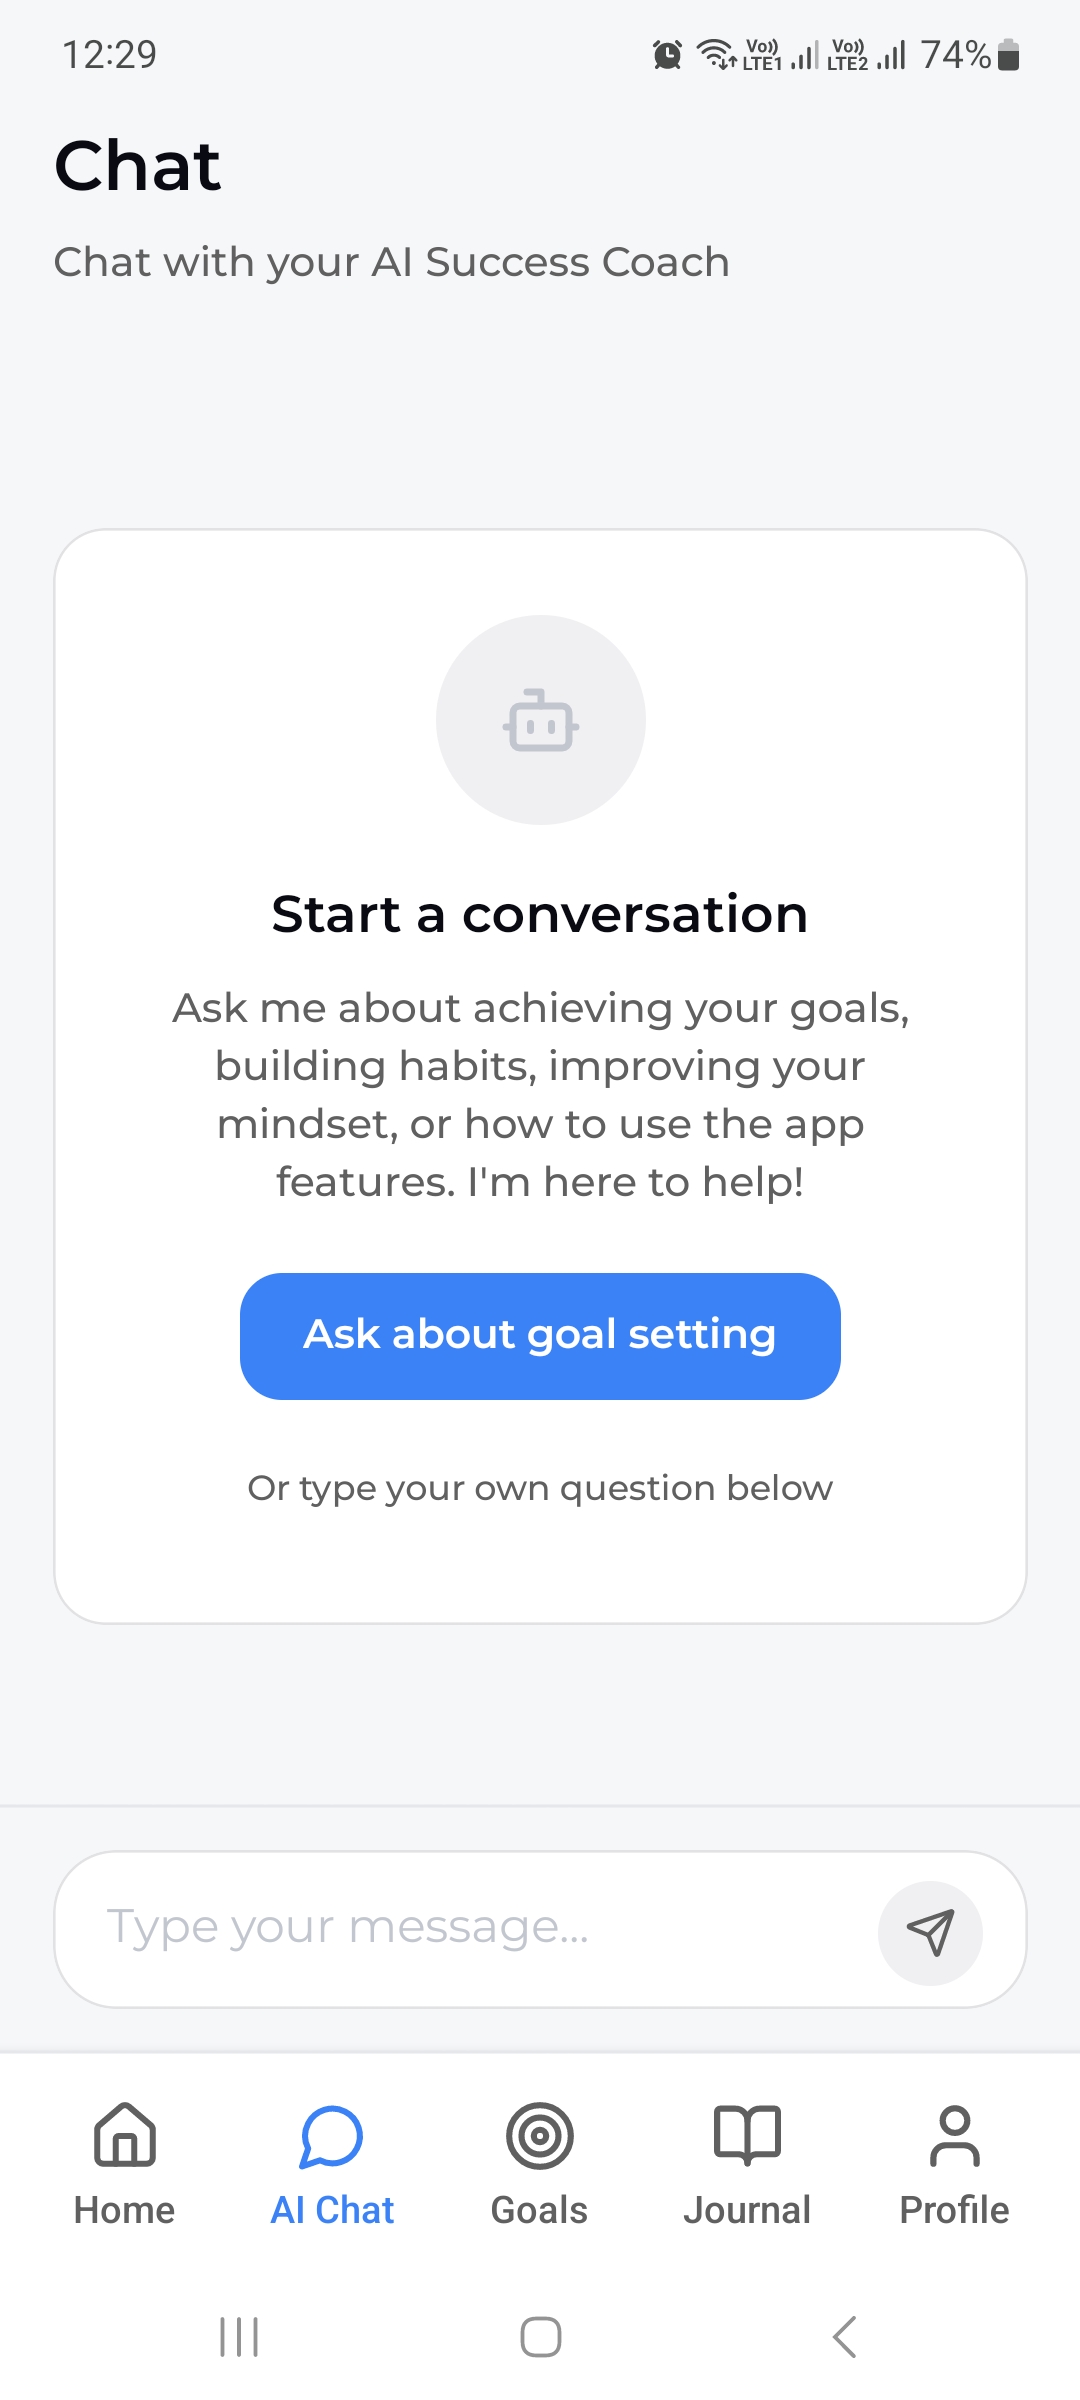 12:29
Vo)) LTE1 Vo)) LTE2 74%
Chat
Chat with your AI Success Coach
Start a conversation
Ask me about achieving your goals,
building habits, improving your
mindset, or how to use the app
features. I'm here to help!
Ask about goal setting
Or type your own question below
Type your message...
Home
AI Chat
Goals
Journal
Profile